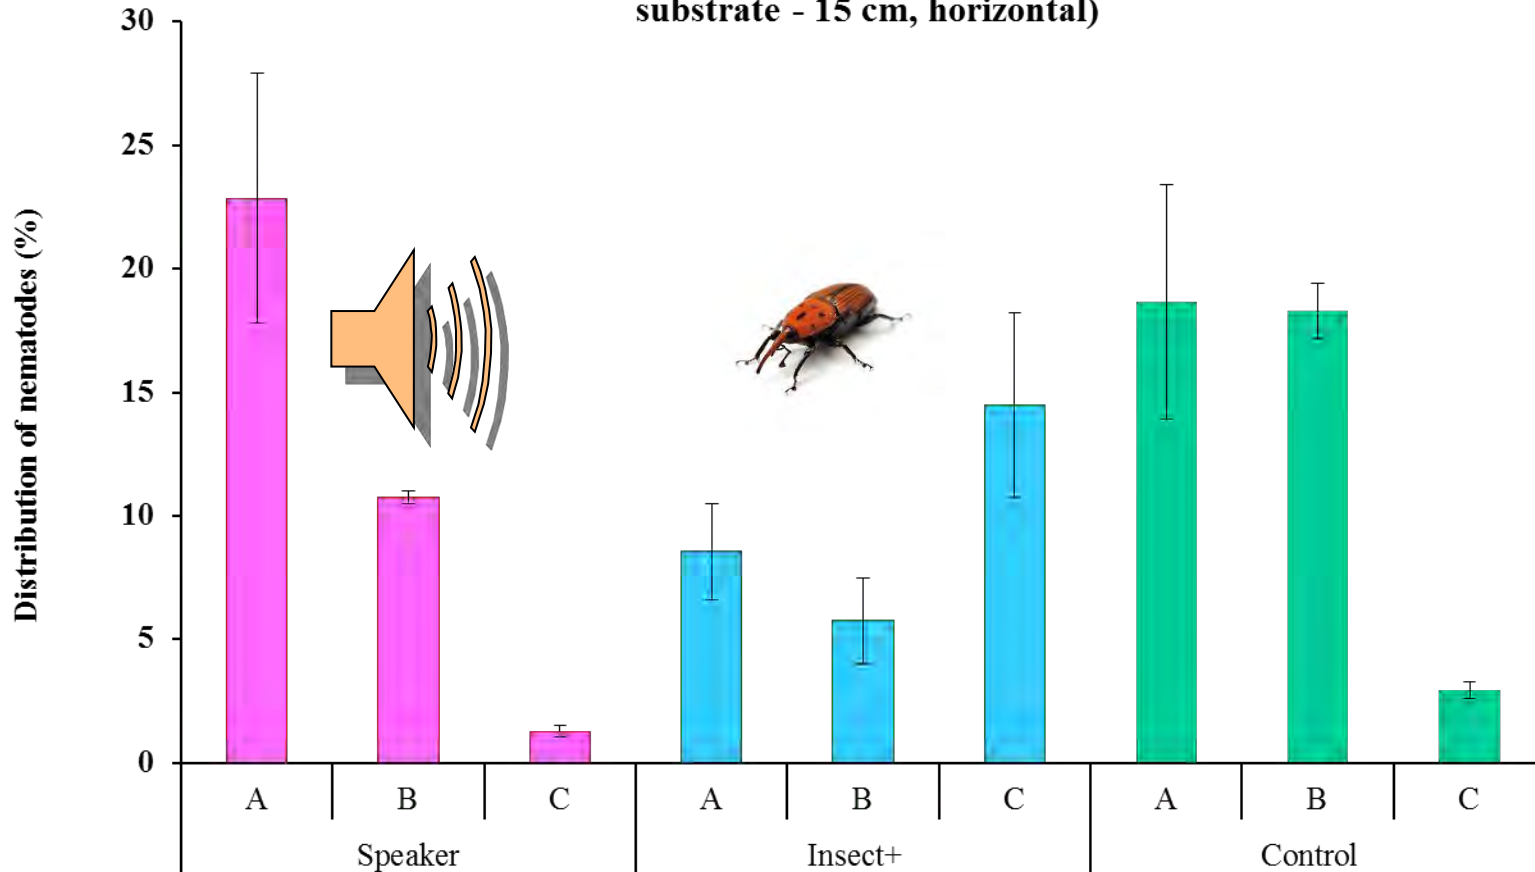 substrate - 15 cm, horizontal)
30
25
20
15
10
5
0
Distribution of nematodes (%)
A B C A B C A B C
Speaker Insect+ Control